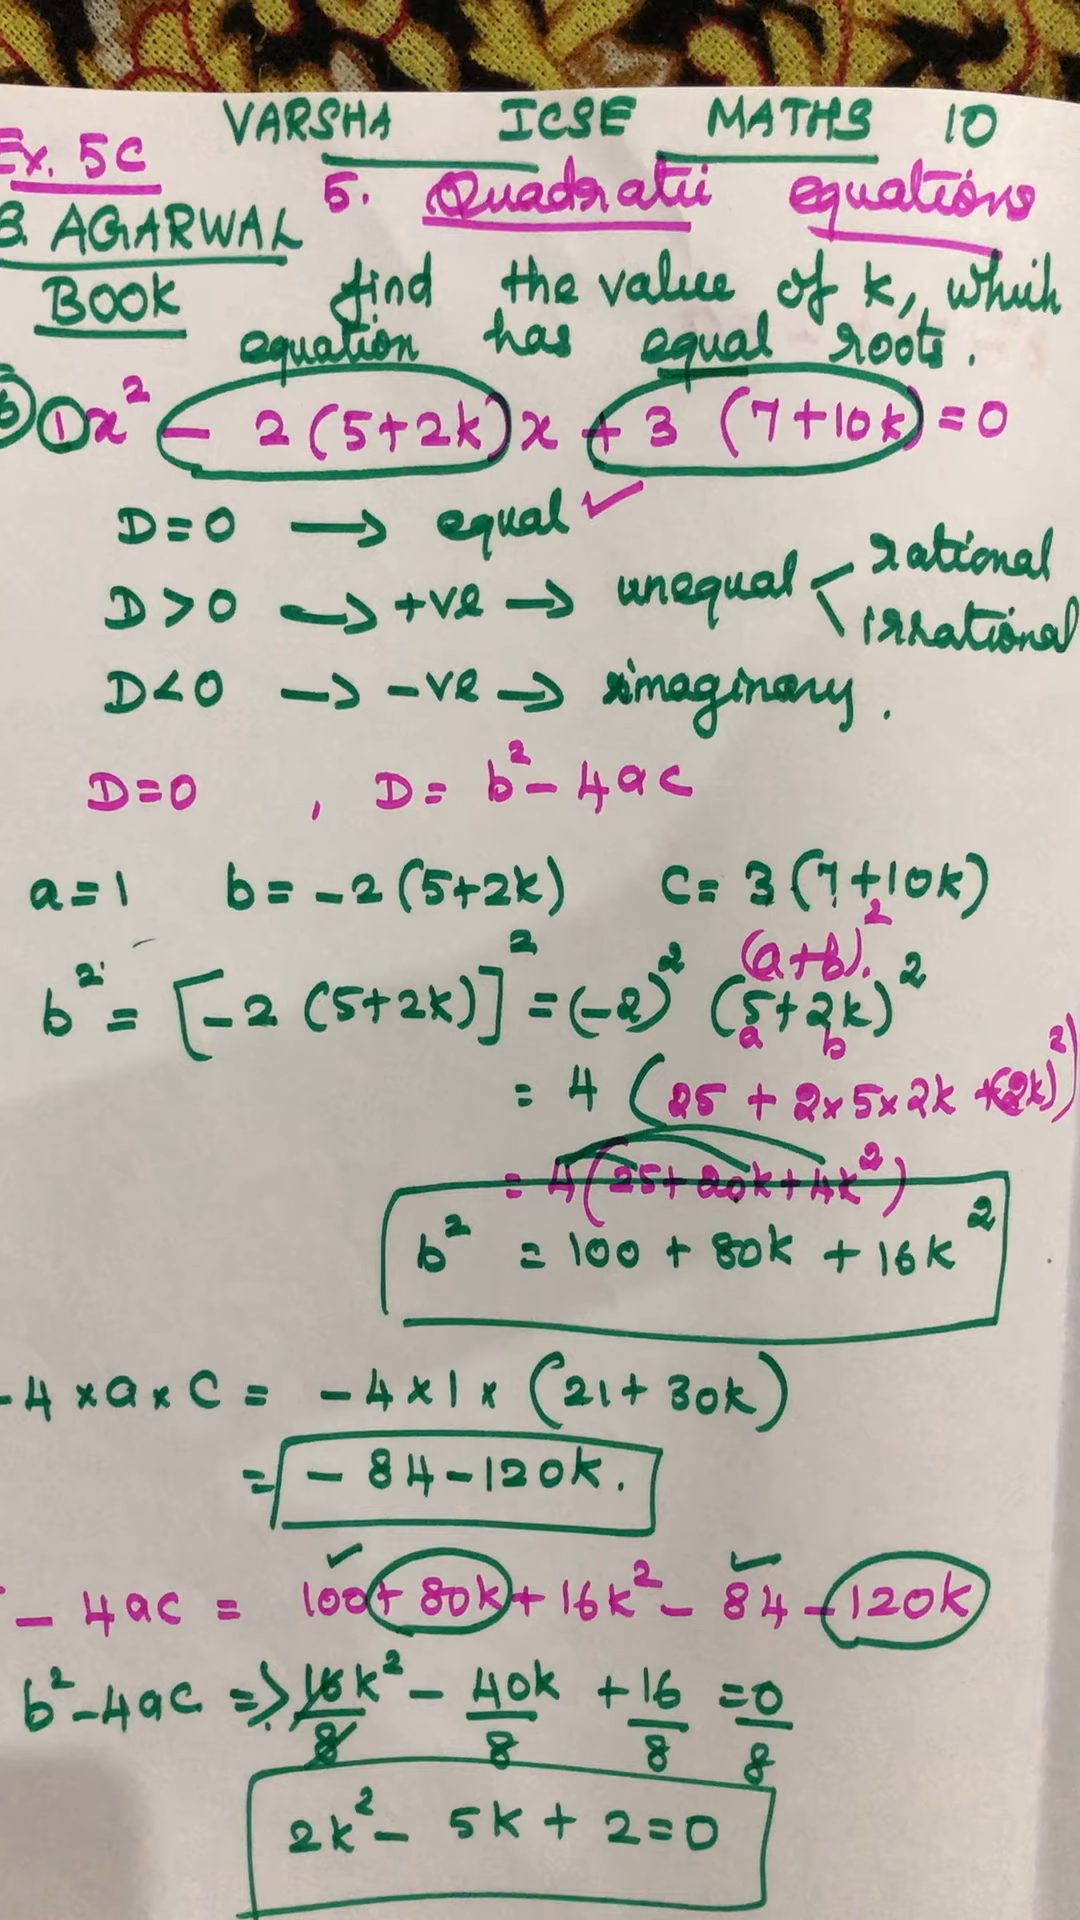 VARSHA ICSE MATHS 10
Ex. 5C
5. Quadratic equations
B. AGARWAL
BOOK
find the value of k, which
equation has equal roots.
① x² - 2(5+2k)x + 3(7+10k) = 0
D=0 → equal ✓
D>0 → +ve → unequal < rational
irrational
D<0 → -ve → imaginary.
D=0 , D= b²-4ac
a=1 b= -2(5+2k) c= 3(7+10k)
(a+b)²
b² = [-2(5+2k)]² = (-2)² (5+2k)²
a b
= 4 (25 + 2x5x2k + (2k)²)
= 4(25+20k+4k²)
b² = 100 + 80k + 16k²
-4 x a x c = -4 x 1 x (21+30k)
= -84-120k.
- 4ac = 100+80k+16k²-84-120k
b²-4ac => 16k²/8 - 40k/8 + 16/8 = 0/8
2k² - 5k + 2=0